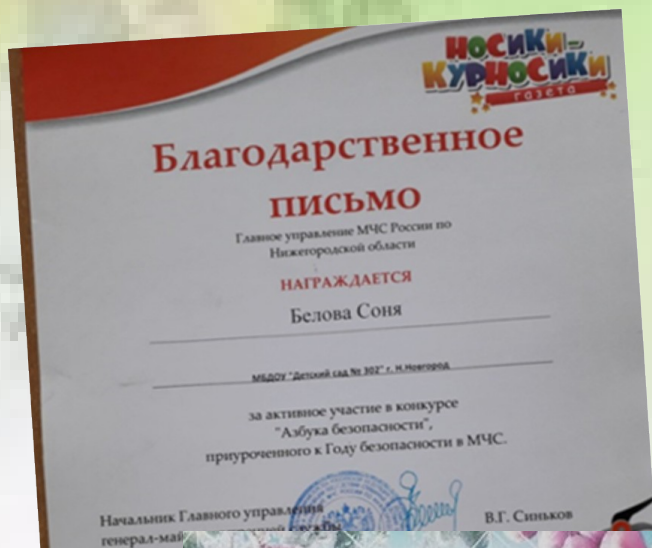 НОСИКИ-
КУРНОСИКИ
газета
Благодарственное
письмо
Главное управление МЧС России по
Нижегородской области
НАГРАЖДАЕТСЯ
Белова Соня
МБДОУ "Детский сад № 302" г. Н.Новгород
за активное участие в конкурсе
"Азбука безопасности",
приуроченного к Году безопасности в МЧС.
Начальник Главного управления
В.Г. Синьков